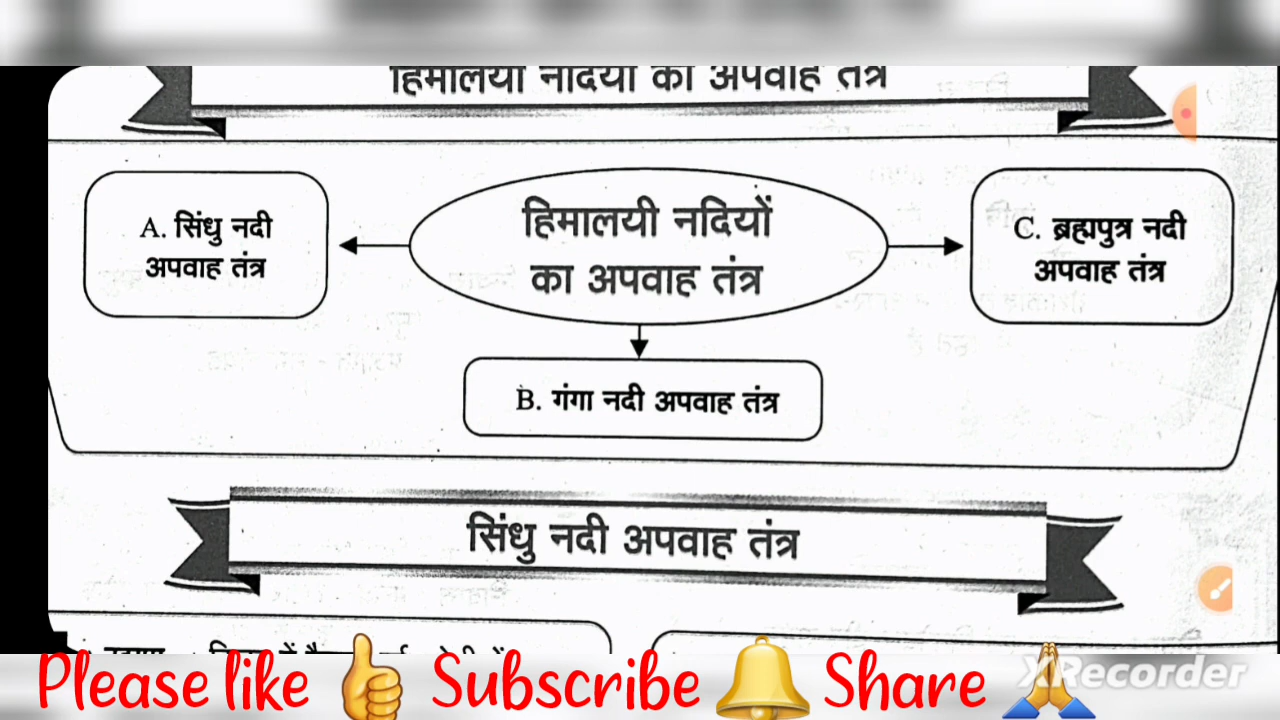 हिमालयी नदियों का अपवाह तंत्र
A. सिंधु नदी
अपवाह तंत्र
हिमालयी नदियों
का अपवाह तंत्र
C. ब्रह्मपुत्र नदी
अपवाह तंत्र
B. गंगा नदी अपवाह तंत्र
सिंधु नदी अपवाह तंत्र
Please like Subscribe Share
XRecorder